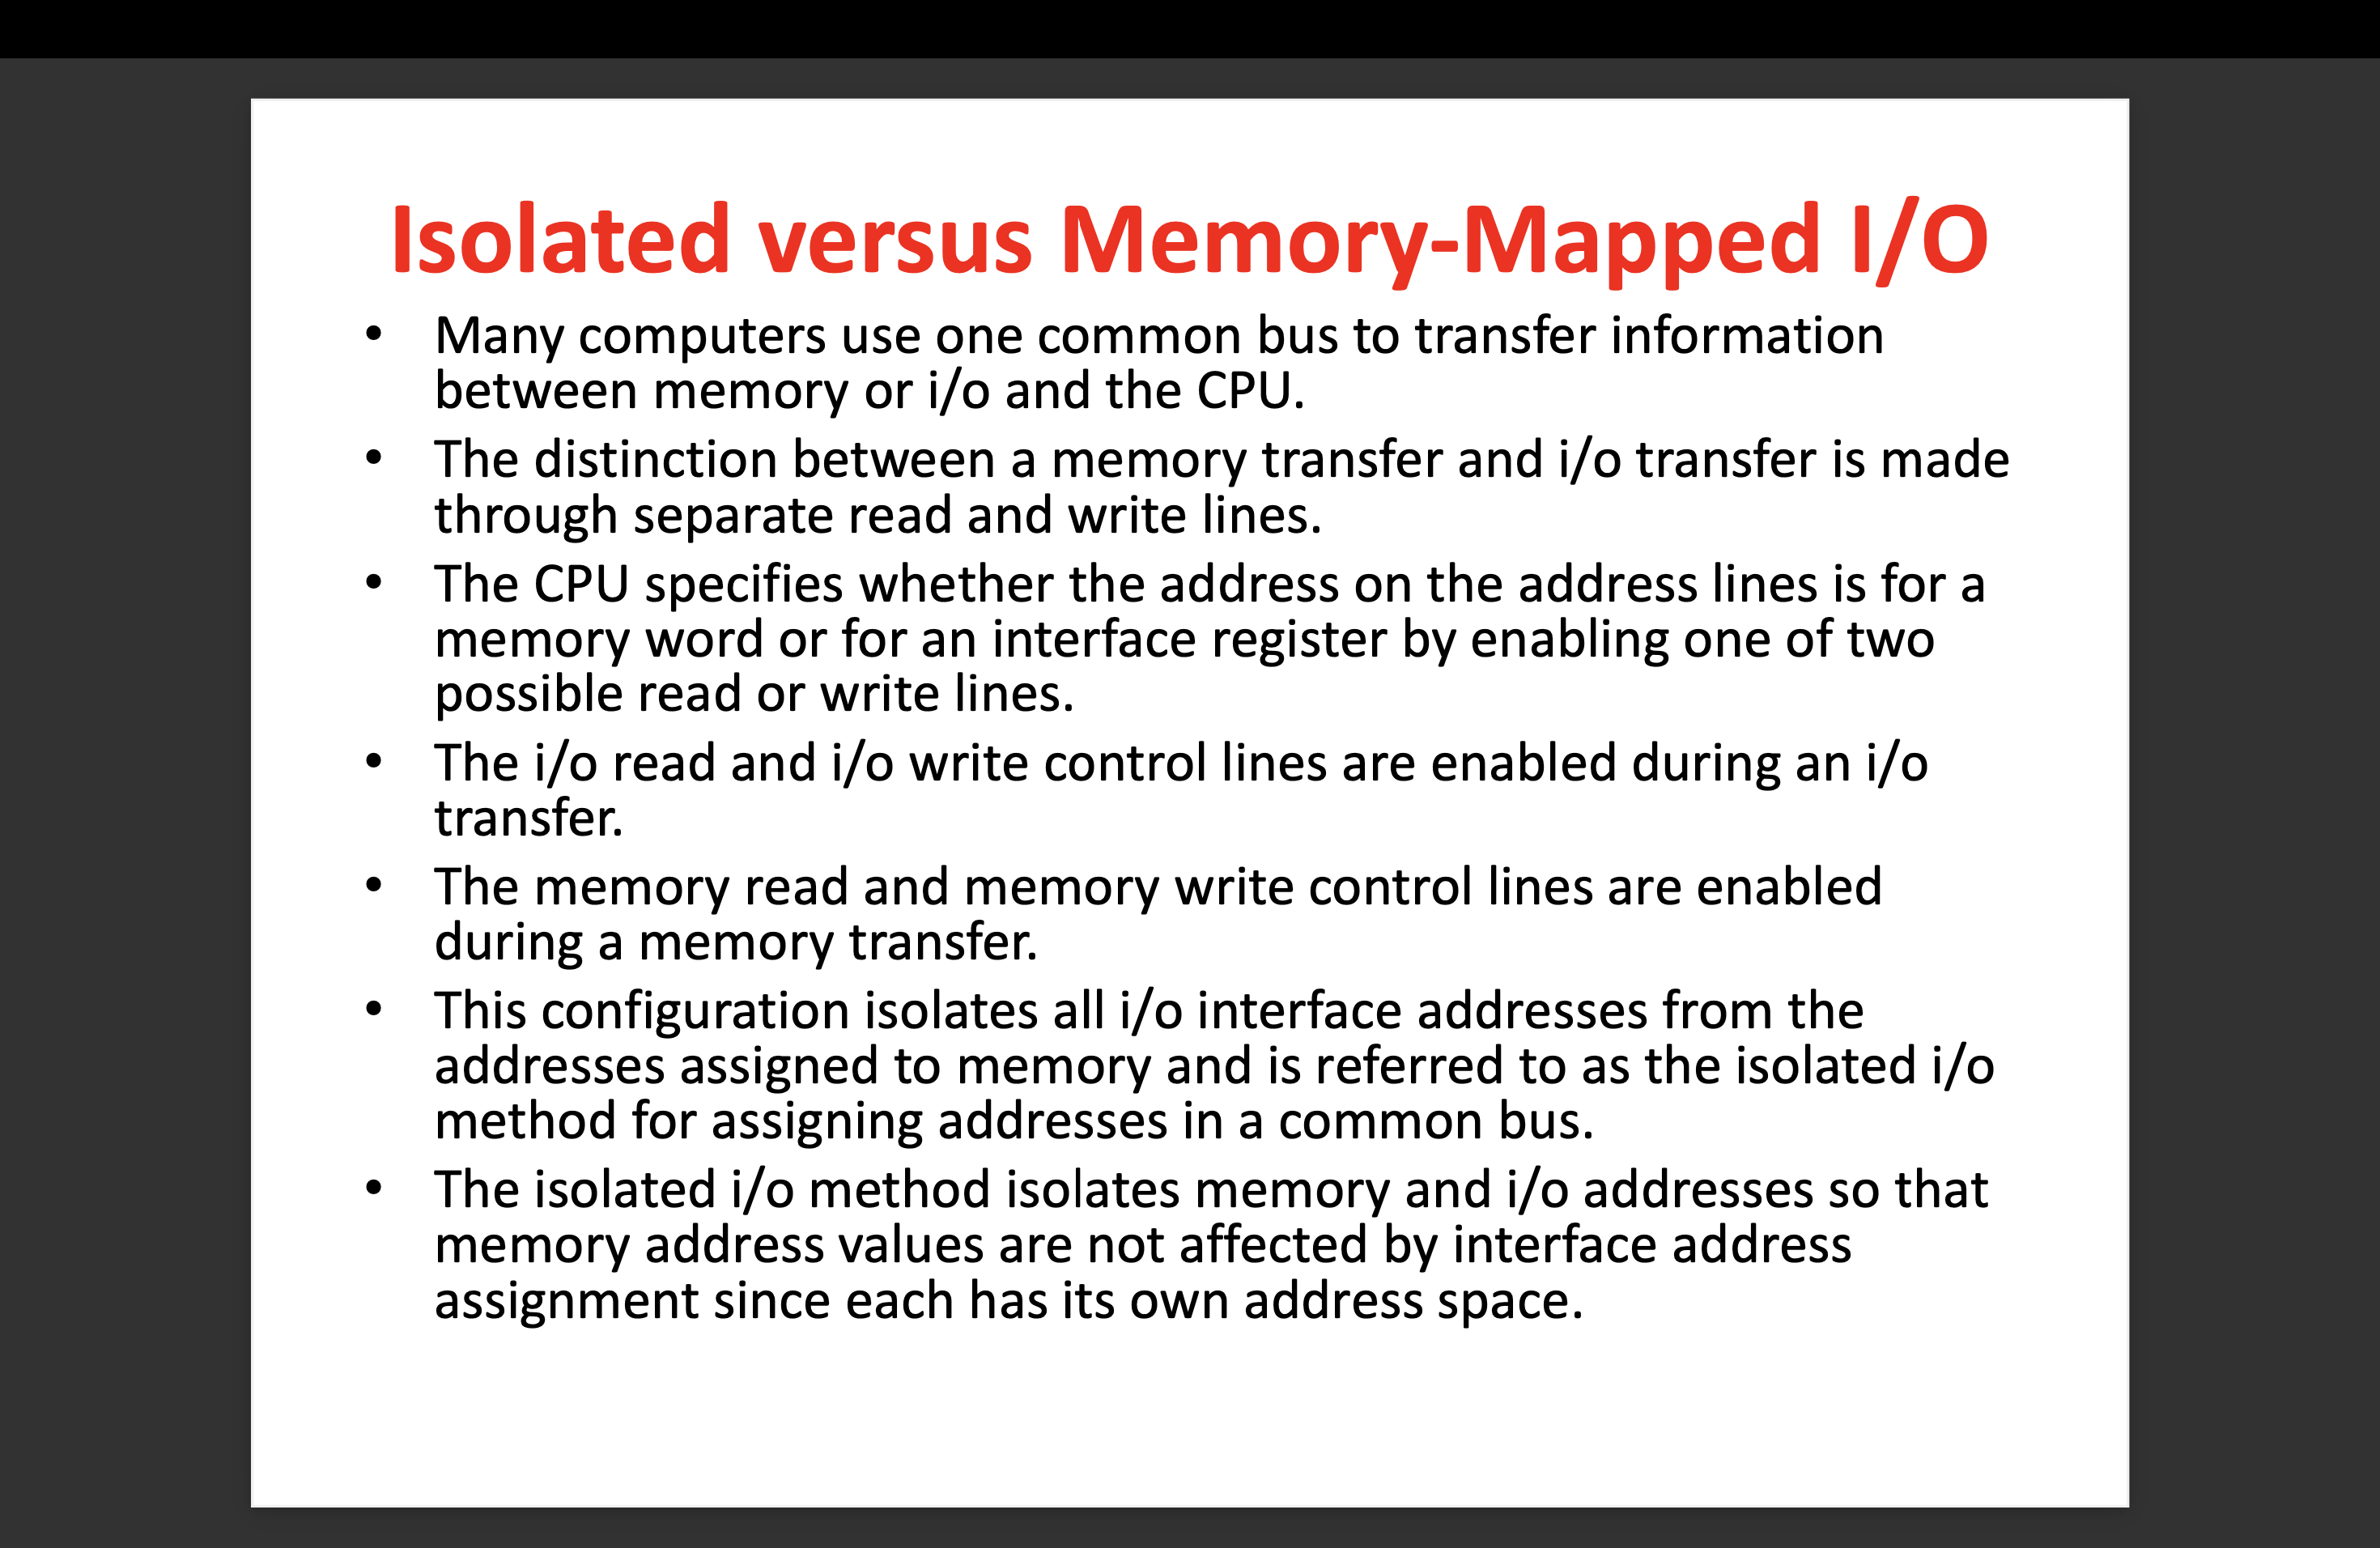 Isolated versus Memory-Mapped I/O
• Many computers use one common bus to transfer information
between memory or i/o and the CPU.
• The distinction between a memory transfer and i/o transfer is made
through separate read and write lines.
• The CPU specifies whether the address on the address lines is for a
memory word or for an interface register by enabling one of two
possible read or write lines.
• The i/o read and i/o write control lines are enabled during an i/o
transfer.
• The memory read and memory write control lines are enabled
during a memory transfer.
• This configuration isolates all i/o interface addresses from the
addresses assigned to memory and is referred to as the isolated i/o
method for assigning addresses in a common bus.
• The isolated i/o method isolates memory and i/o addresses so that
memory address values are not affected by interface address
assignment since each has its own address space.